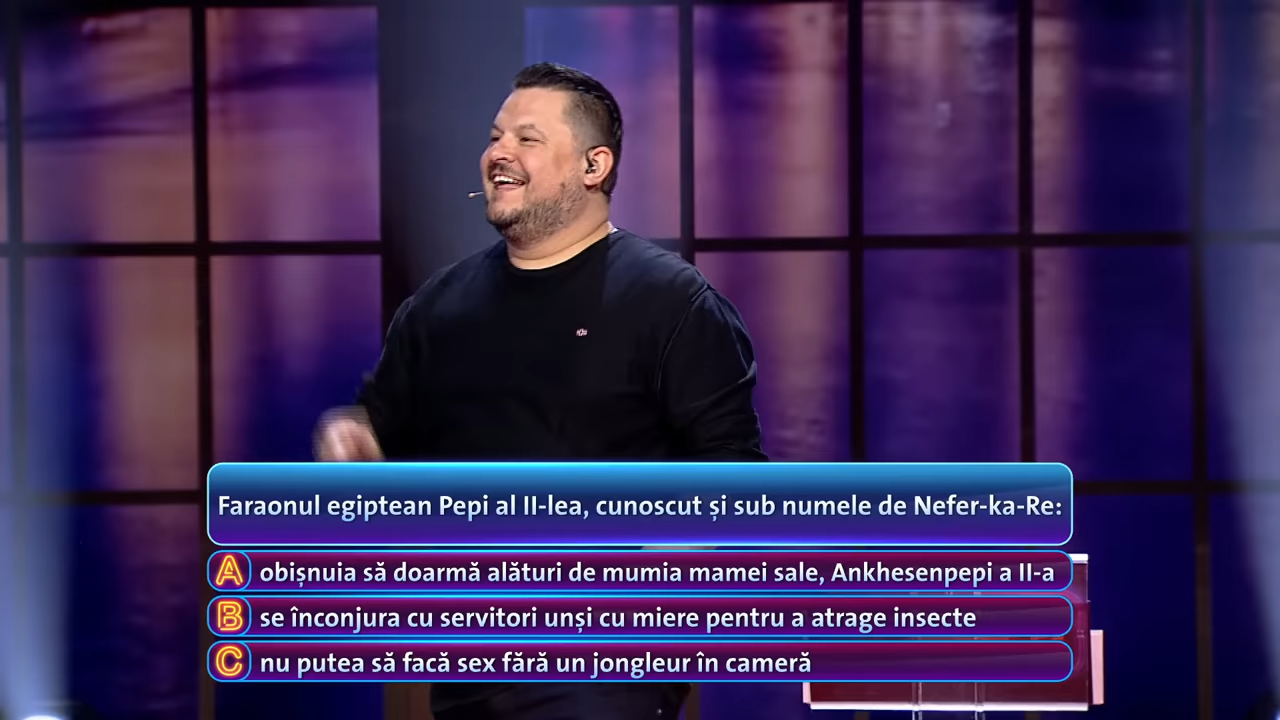 Faraonul egiptean Pepi al II-lea, cunoscut și sub numele de Nefer-ka-Re:
A obișnuia să doarmă alături de mumia mamei sale, Ankhesenpepi a II-a
B se înconjura cu servitori unși cu miere pentru a atrage insecte
C nu putea să facă sex fără un jongleur în cameră